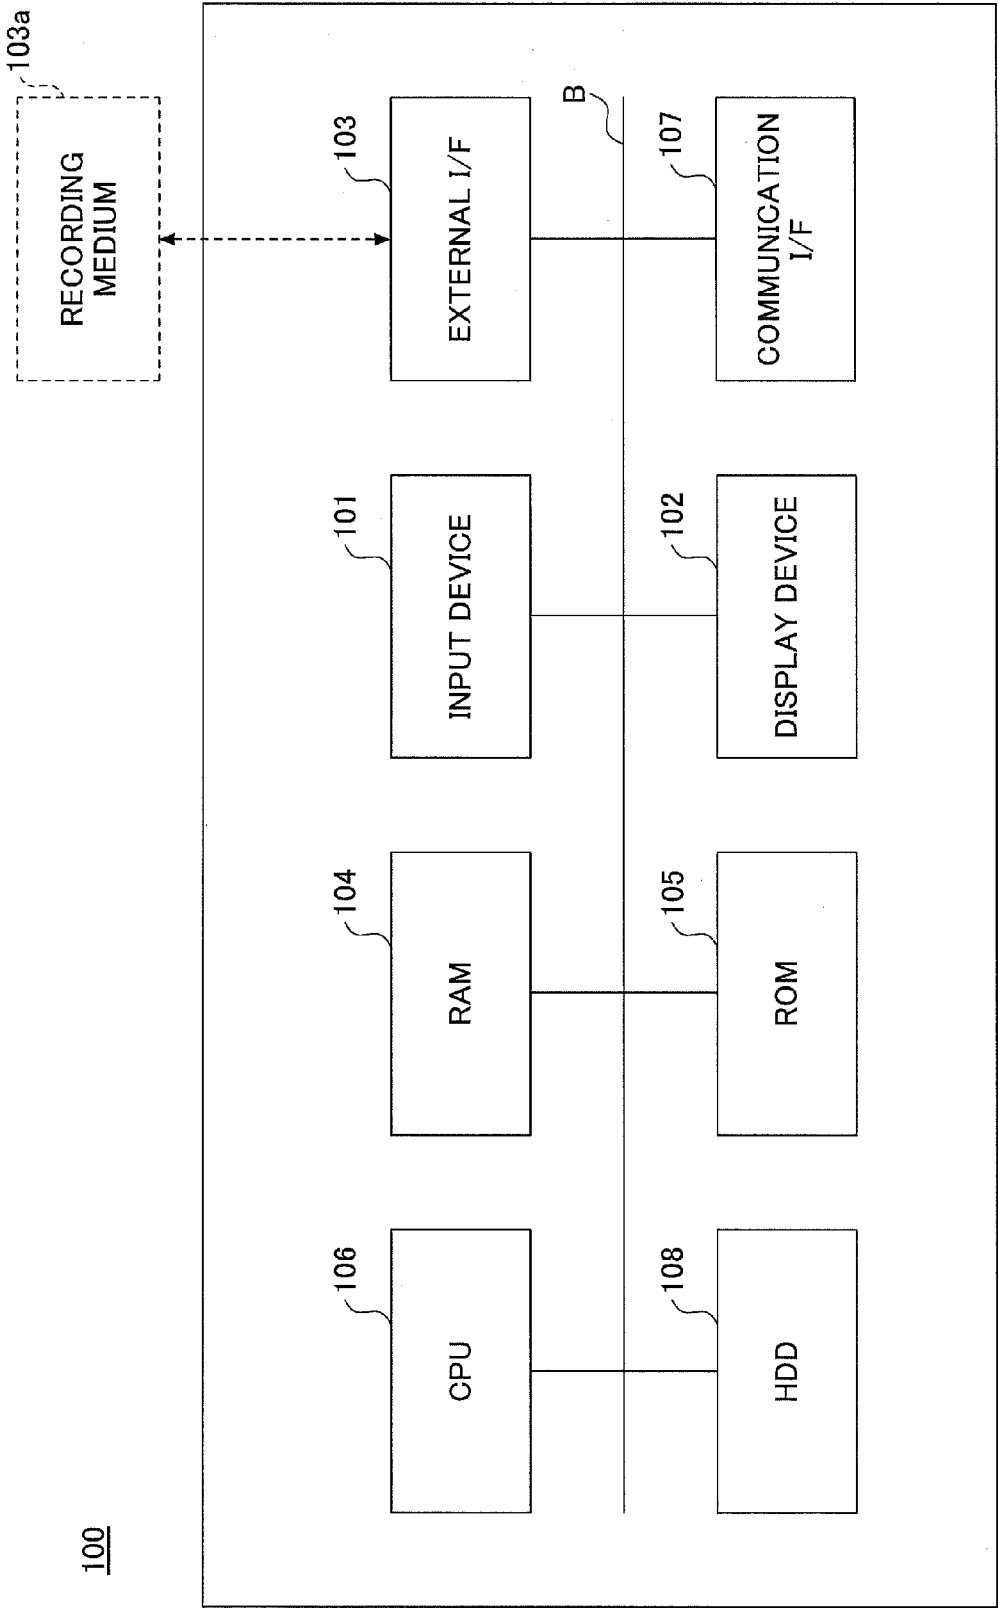 100
103a
RECORDING
MEDIUM
106
CPU
104
RAM
101
INPUT DEVICE
103
EXTERNAL I/F
B
108
HDD
105
ROM
102
DISPLAY DEVICE
107
COMMUNICATION
I/F